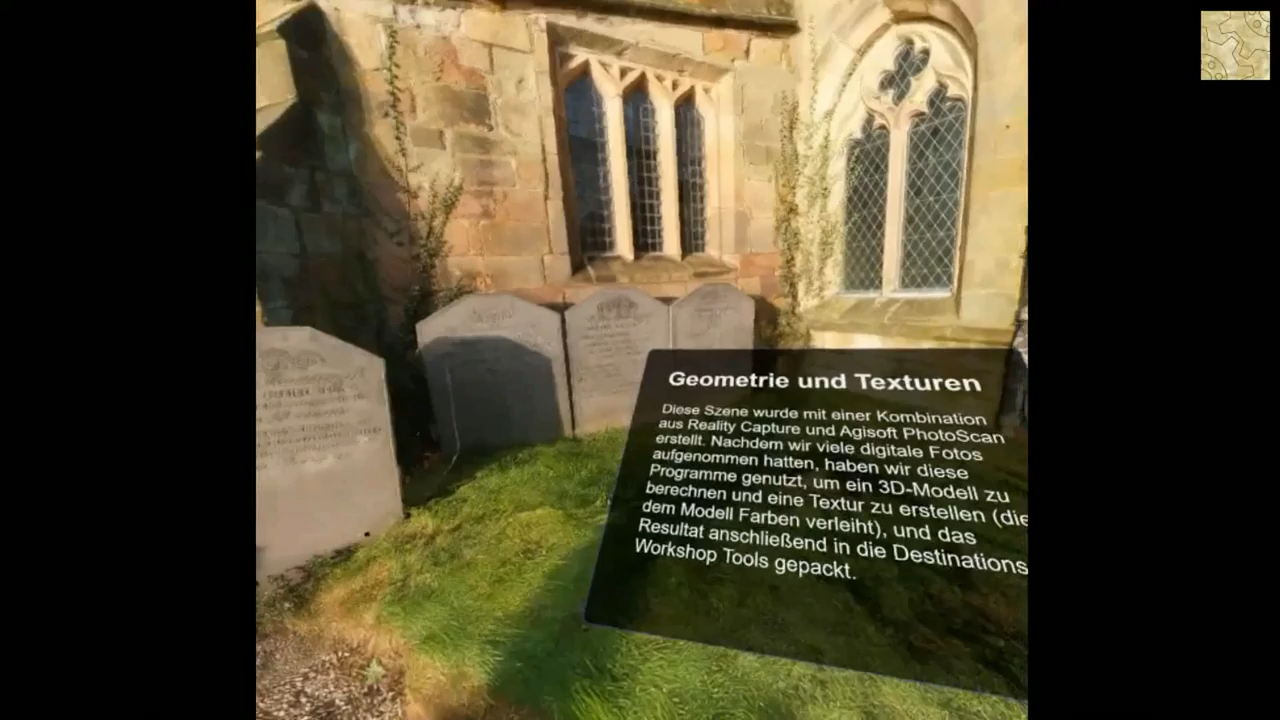 Geometrie und Texturen
Diese Szene wurde mit einer Kombination
aus Reality Capture und Agisoft PhotoScan
erstellt. Nachdem wir viele digitale Fotos
aufgenommen hatten, haben wir diese
Programme genutzt, um ein 3D-Modell zu
berechnen und eine Textur zu erstellen (die
dem Modell Farben verleiht), und das
Resultat anschließend in die Destinations
Workshop Tools gepackt.